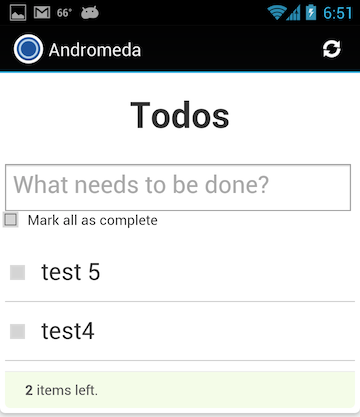 66° 6:51
Andromeda
Todos
What needs to be done?
Mark all as complete
test 5
test4
2 items left.